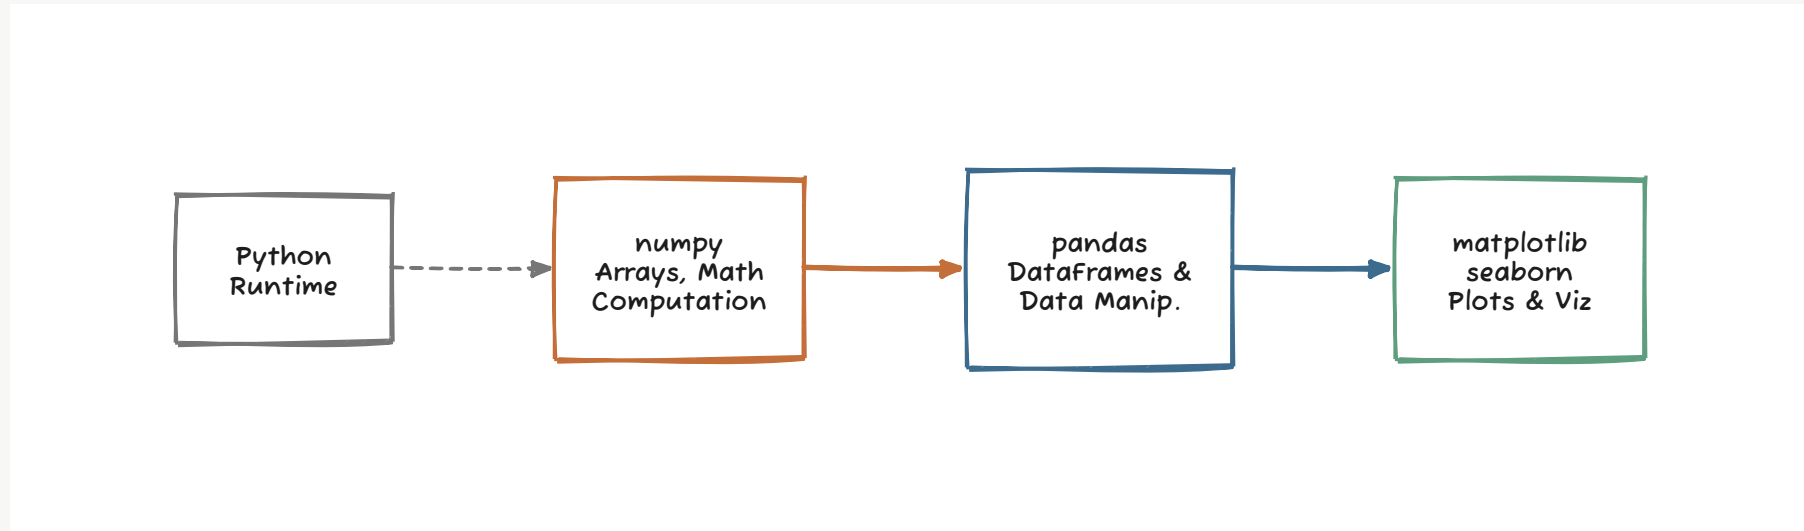 Python
Runtime
numpy
Arrays, Math
Computation
pandas
DataFrames &
Data Manip.
matplotlib
seaborn
Plots & Viz